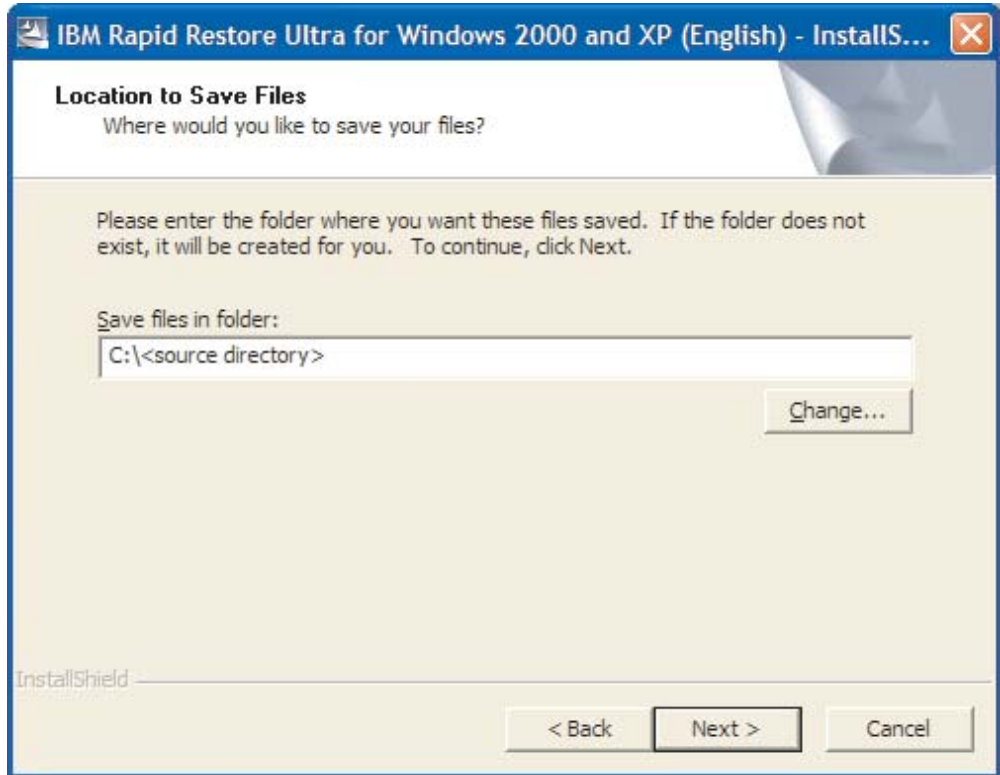 IBM Rapid Restore Ultra for Windows 2000 and XP (English) - InstallS...
Location to Save Files
Where would you like to save your files?
Please enter the folder where you want these files saved. If the folder does not
exist, it will be created for you. To continue, click Next.
Save files in folder:
C:\<source directory>
Change...
InstallShield
< Back Next > Cancel